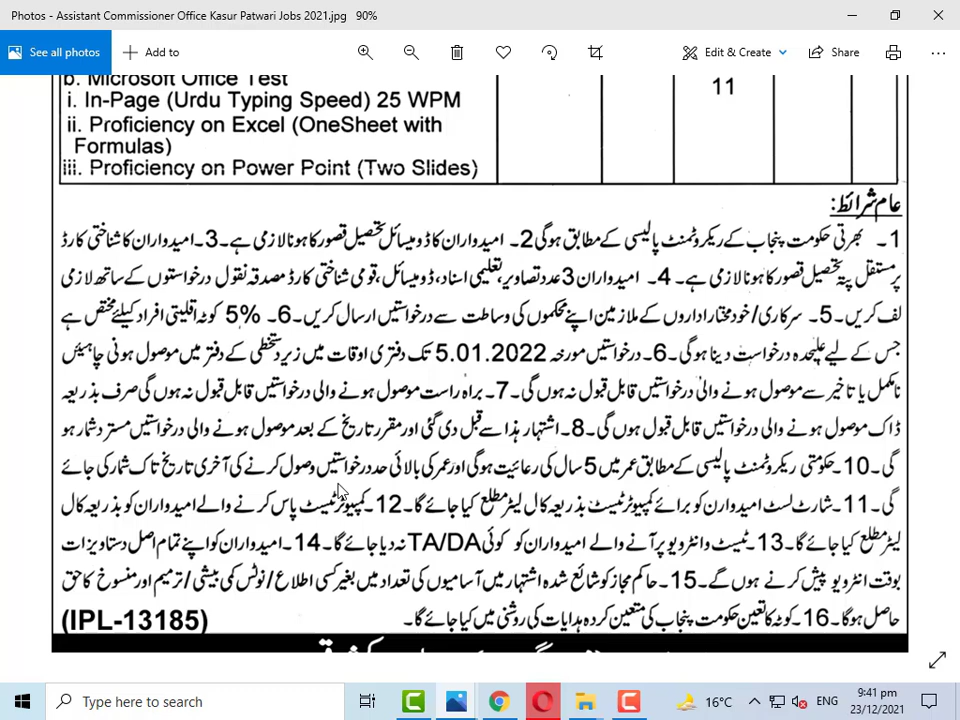 Photos - Assistant Commissioner Office Kasur Patwari Jobs 2021.jpg   90%
See all photos
Add to
Edit & Create
Share
b. Microsoft Office Test
i. In-Page (Urdu Typing Speed) 25 WPM
11
ii. Proficiency on Excel (OneSheet with
Formulas)
iii. Proficiency on Power Point (Two Slides)
عام شرائط:
1۔ بھرتی حکومت پنجاب کے ریکروٹمنٹ پالیسی کے مطابق ہوگی 2۔ امیدواران کا ڈومیسائل تحصیل قصور کا ہونا لازمی ہے۔ 3۔ امیدواران کا شناختی کارڈ
پر مستقل پتہ تحصیل قصور کا ہونا لازمی ہے۔ 4۔ امیدواران 3 عدد تصاویر، تعلیمی اسناد، ڈومیسائل، قومی شناختی کارڈ مصدقہ نقول درخواستوں کے ساتھ لازمی
لف کریں۔ 5۔ سرکاری/خودمختار اداروں کے ملازمین اپنے محکموں کی وساطت سے درخواستیں ارسال کریں۔ 6۔ 5% کوٹہ اقلیتی افراد کیلئے مختص ہے
جس کے لیے علیحدہ درخواست دینا ہوگی۔ 6۔ درخواستیں مورخہ 5.01.2022 تک دفتری اوقات میں زیر دستخطی کے دفتر میں موصول ہونی چاہیئں
نامکمل یا تاخیر سے موصول ہونے والی درخواستیں قابل قبول نہ ہوں گی۔ 7۔ براہ راست موصول ہونے والی درخواستیں قابل قبول نہ ہوں گی صرف بذریعہ
ڈاک موصول ہونے والی درخواستیں قابل قبول ہوں گی۔ 8۔ اشتہار ہذا سے قبل دی گئی اور مقرر تاریخ کے بعد موصول ہونے والی درخواستیں مسترد شمار ہو
گی۔ 10۔ حکومتی ریکروٹمنٹ پالیسی کے مطابق عمر میں 5 سال کی رعائیت ہوگی اور عمر کی بالائی حد درخواستیں وصول کرنے کی آخری تاریخ تک شمار کی جائے
گی۔ 11۔ شارٹ لسٹ امیدوارن کو برائے کمپیوٹر ٹیسٹ بذریعہ کال لیٹر مطلع کیا جائے گا۔ 12۔ کمپیوٹر ٹیسٹ پاس کرنے والے امیدواران کو بذریعہ کال
لیٹر مطلع کیا جائے گا۔ 13۔ ٹیسٹ و انٹرویو پر آنے والے امیدواران کو کوئی TA/DA نہ دیا جائے گا۔ 14۔ امیدواران کو اپنے تمام اصل دستاویزات
بوقت انٹرویو پیش کرنے ہوں گے۔ 15۔ حاکم مجاز کو شائع شدہ اشتہار میں آسامیوں کی تعداد میں بغیر کسی اطلاع/نوٹس کمی بیشی/ترمیم اور منسوخ کا حق
حاصل ہوگا۔ 16۔ کوٹہ کا تعین حکومت پنجاب کی متعین کردہ ہدایات کی روشنی میں کیا جائے گا۔
(IPL-13185)
Type here to search
16°C
ENG
9:41 pm
23/12/2021